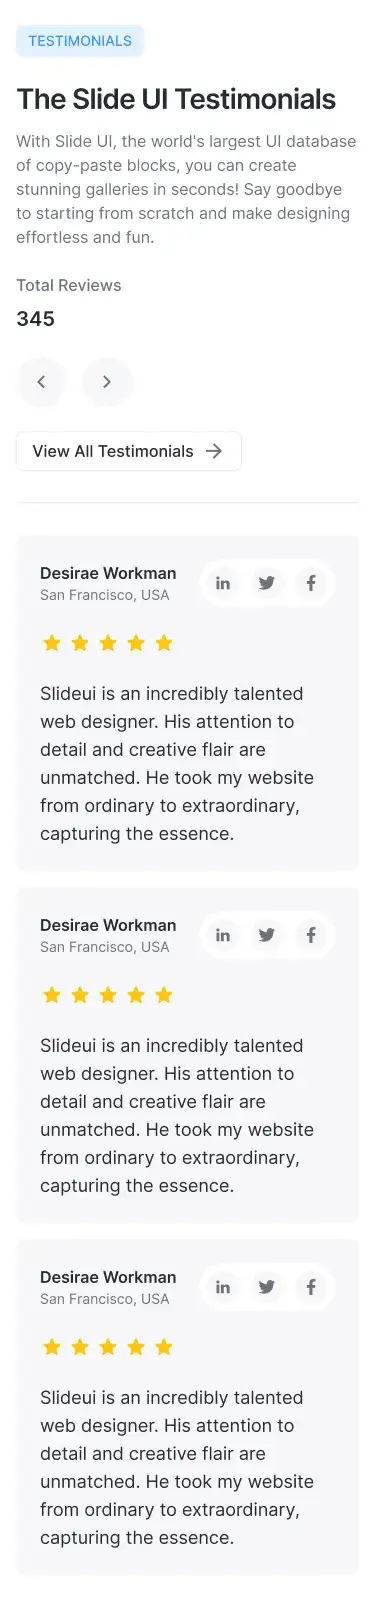 TESTIMONIALS
The Slide UI Testimonials
With Slide UI, the world's largest UI database
of copy-paste blocks, you can create
stunning galleries in seconds! Say goodbye
to starting from scratch and make designing
effortless and fun.
Total Reviews
345
View All Testimonials
Desirae Workman
San Francisco, USA
Slideui is an incredibly talented
web designer. His attention to
detail and creative flair are
unmatched. He took my website
from ordinary to extraordinary,
capturing the essence.
Desirae Workman
San Francisco, USA
Slideui is an incredibly talented
web designer. His attention to
detail and creative flair are
unmatched. He took my website
from ordinary to extraordinary,
capturing the essence.
Desirae Workman
San Francisco, USA
Slideui is an incredibly talented
web designer. His attention to
detail and creative flair are
unmatched. He took my website
from ordinary to extraordinary,
capturing the essence.